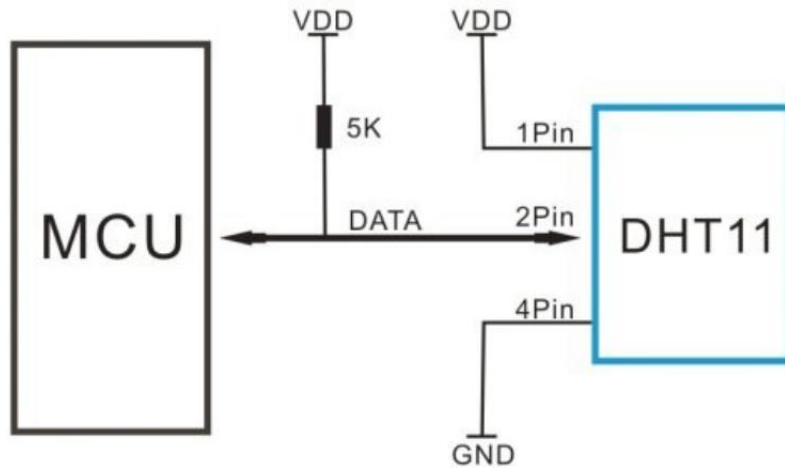 VDD
VDD
5K
1Pin
MCU
DATA
2Pin
DHT11
4Pin
GND